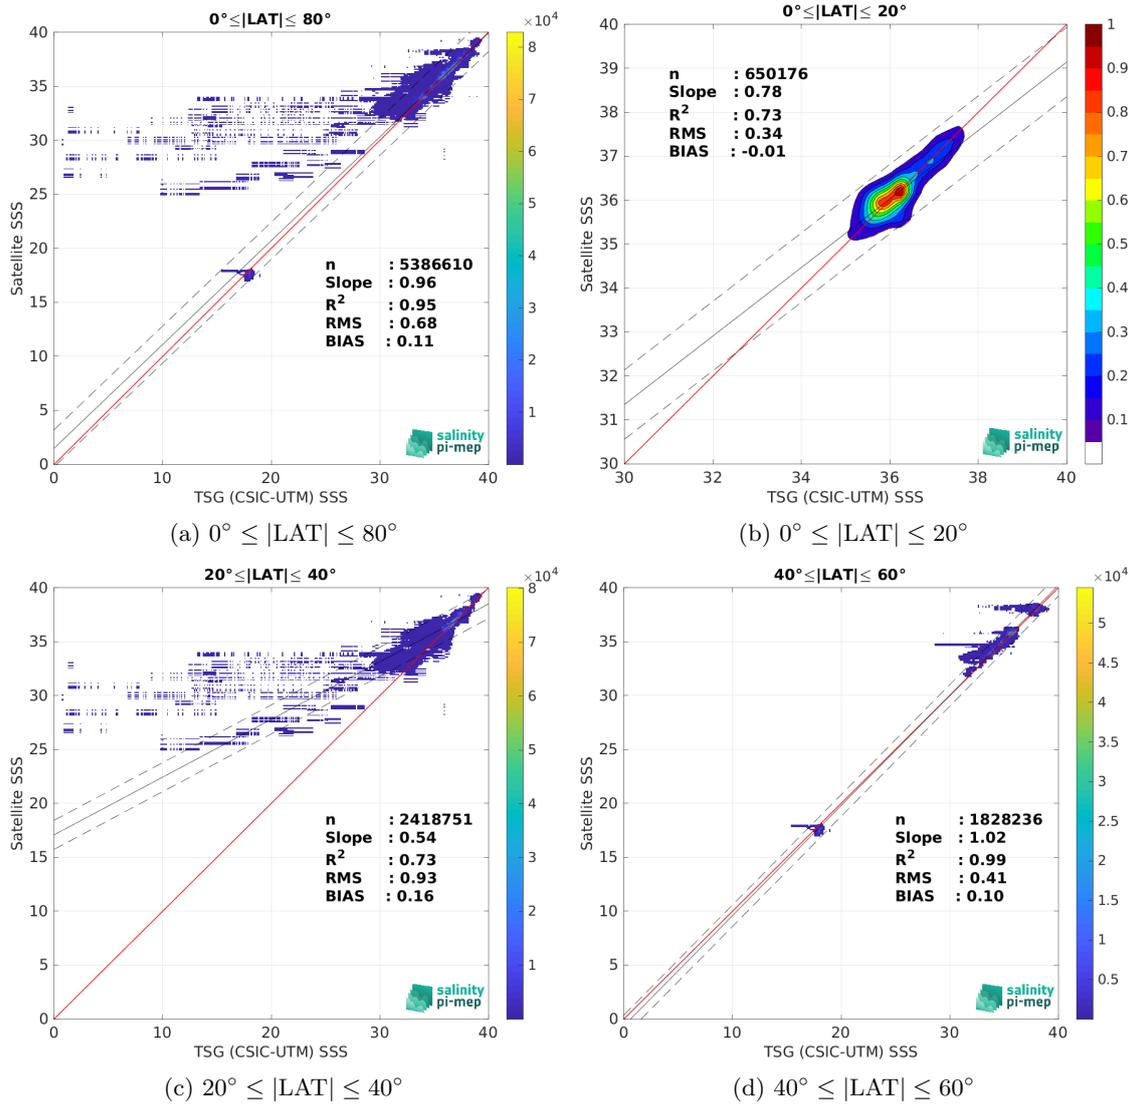 0°≤|LAT|≤ 80°
×10⁴
40
35
30
25
20
15
10
5
0
Satellite SSS
n : 5386610
Slope : 0.96
R² : 0.95
RMS : 0.68
BIAS : 0.11
salinity
pi-mep
0 10 20 30 40
TSG (CSIC-UTM) SSS
8
7
6
5
4
3
2
1
(a) 0° ≤ |LAT| ≤ 80°
0°≤|LAT|≤ 20°
40
39
38
37
36
35
34
33
32
31
30
Satellite SSS
n : 650176
Slope : 0.78
R² : 0.73
RMS : 0.34
BIAS : -0.01
salinity
pi-mep
30 32 34 36 38 40
TSG (CSIC-UTM) SSS
1
0.9
0.8
0.7
0.6
0.5
0.4
0.3
0.2
0.1
(b) 0° ≤ |LAT| ≤ 20°
20°≤|LAT|≤ 40°
×10⁴
40
35
30
25
20
15
10
5
0
Satellite SSS
n : 2418751
Slope : 0.54
R² : 0.73
RMS : 0.93
BIAS : 0.16
salinity
pi-mep
0 10 20 30 40
TSG (CSIC-UTM) SSS
8
7
6
5
4
3
2
1
(c) 20° ≤ |LAT| ≤ 40°
40°≤|LAT|≤ 60°
×10⁴
40
35
30
25
20
15
10
5
0
Satellite SSS
n : 1828236
Slope : 1.02
R² : 0.99
RMS : 0.41
BIAS : 0.10
salinity
pi-mep
0 10 20 30 40
TSG (CSIC-UTM) SSS
5
4.5
4
3.5
3
2.5
2
1.5
1
0.5
(d) 40° ≤ |LAT| ≤ 60°